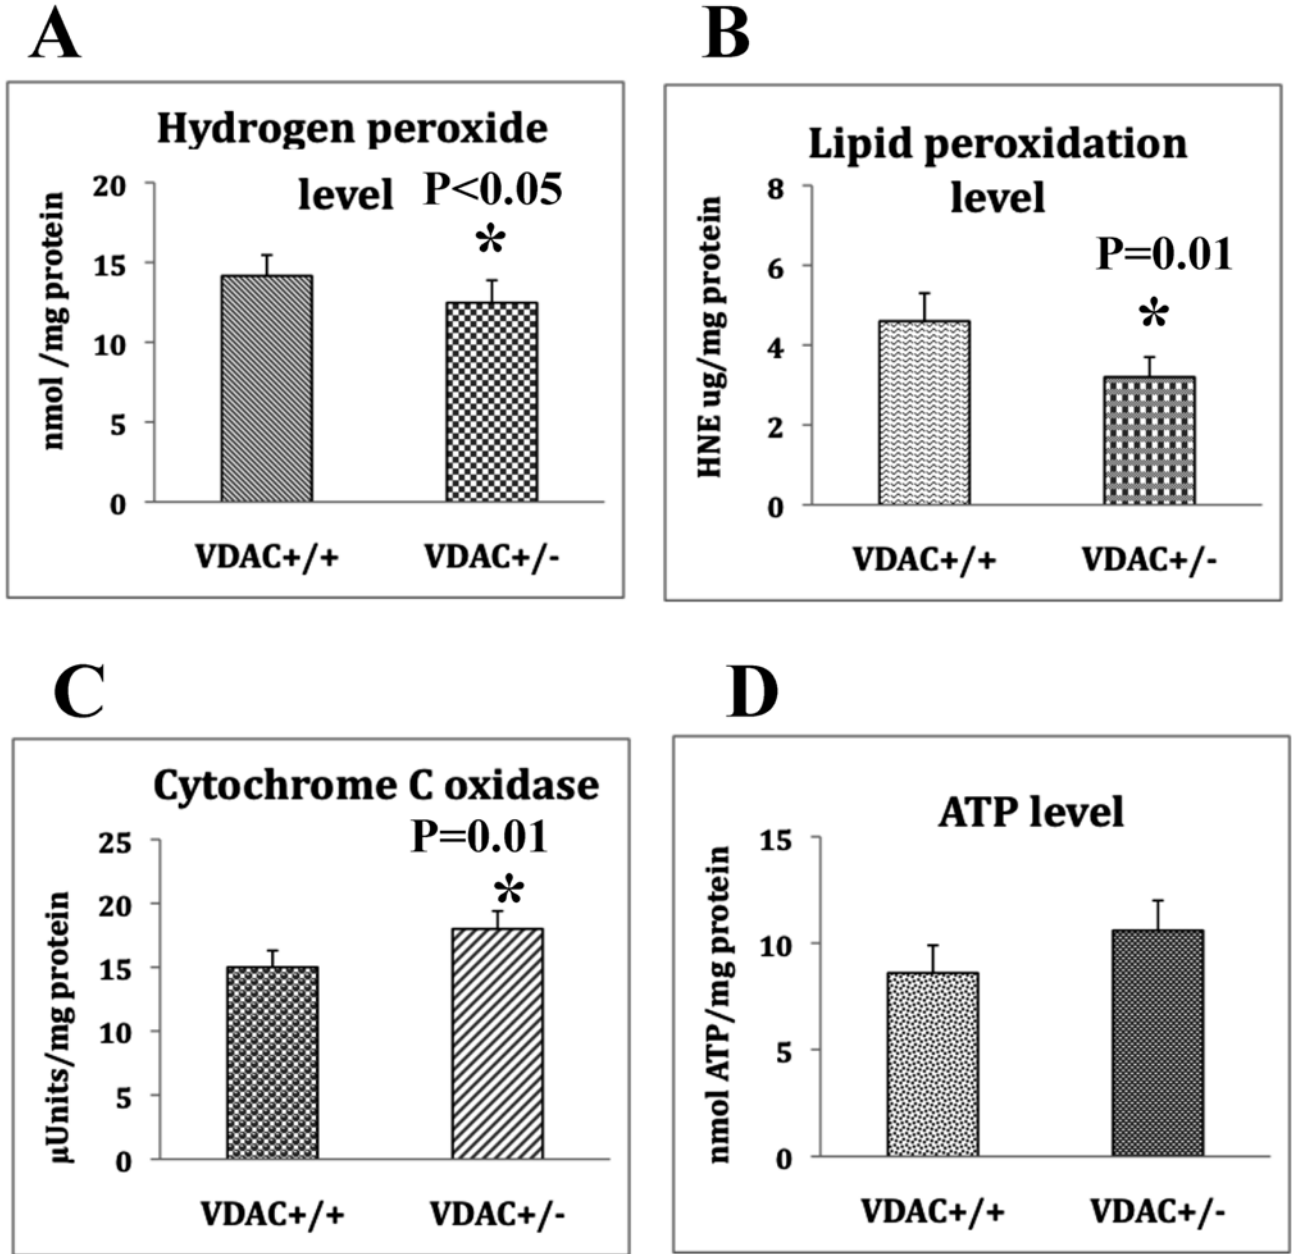 A
Hydrogen peroxide
level P<0.05
*
nmol /mg protein
20
15
10
5
0
VDAC+/+ VDAC+/-
B
Lipid peroxidation
level
P=0.01
*
HNE ug/mg protein
8
6
4
2
0
VDAC+/+ VDAC+/-
C
Cytochrome C oxidase
P=0.01
*
µUnits/mg protein
25
20
15
10
5
0
VDAC+/+ VDAC+/-
D
ATP level
nmol ATP/mg protein
15
10
5
0
VDAC+/+ VDAC+/-